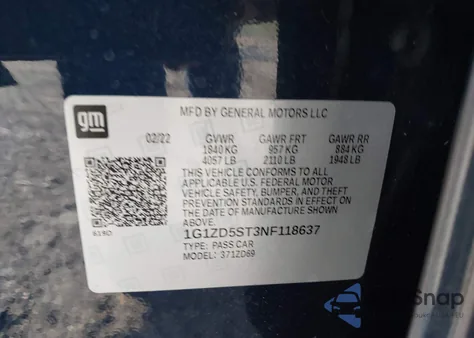 gm
MFD BY GENERAL MOTORS LLC
02/22 GVWR GAWR FRT GAWR RR
1840 KG 957 KG 884 KG
4057 LB 2110 LB 1948 LB
THIS VEHICLE CONFORMS TO ALL
APPLICABLE U.S. FEDERAL MOTOR
VEHICLE SAFETY, BUMPER, AND THEFT
PREVENTION STANDARDS IN EFFECT ON
THE DATE OF MANUFACTURE SHOWN
ABOVE.
1G1ZD5ST3NF118637
TYPE: PASS CAR
MODEL: 371ZD69